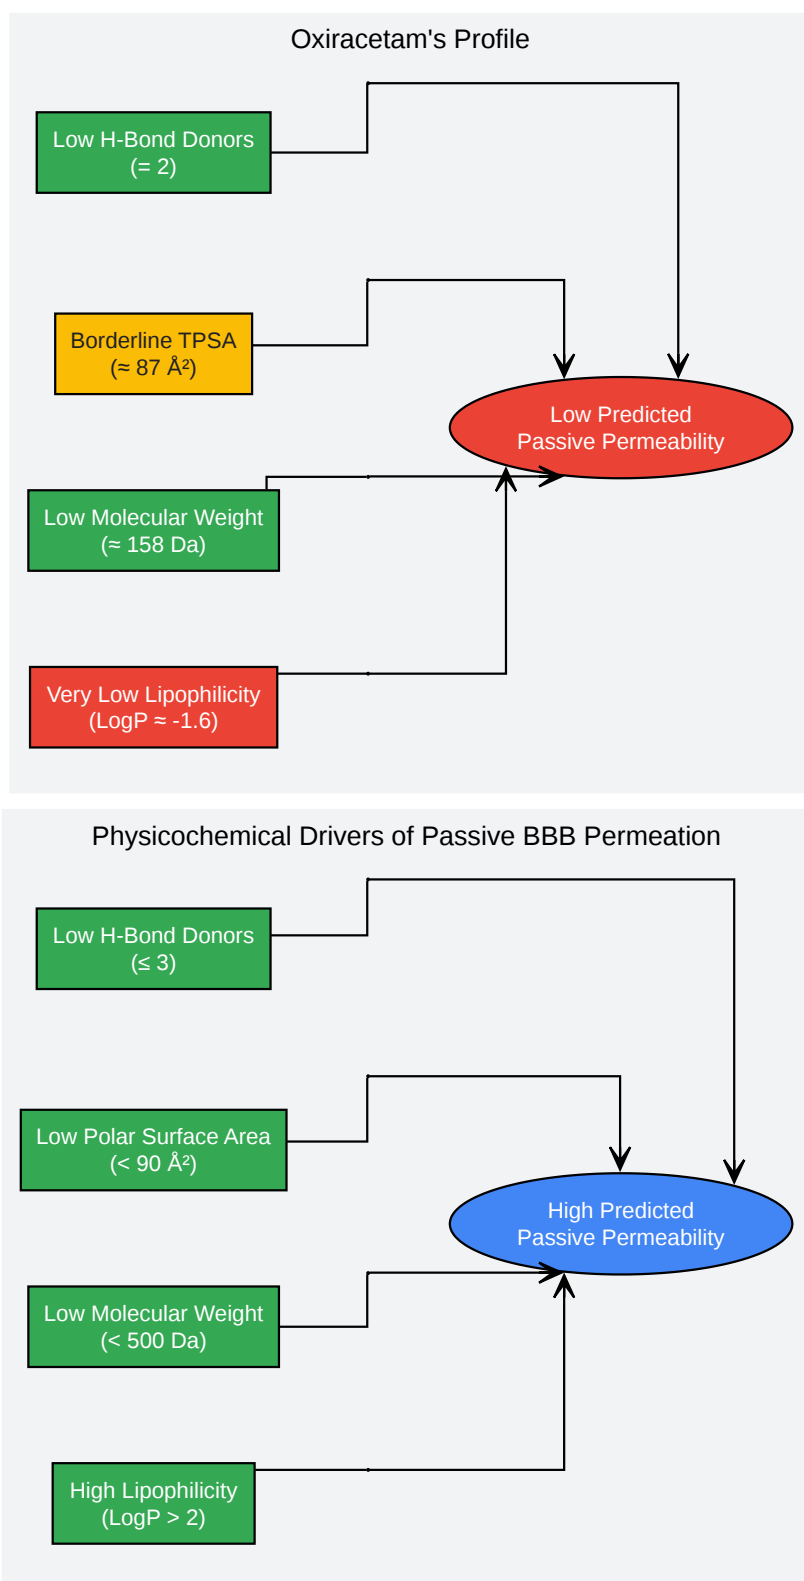 Oxiracetam's Profile
Low H-Bond Donors
(= 2)
Borderline TPSA
(≈ 87 Å²)
Low Predicted
Passive Permeability
Low Molecular Weight
(≈ 158 Da)
Very Low Lipophilicity
(LogP ≈ -1.6)
Physicochemical Drivers of Passive BBB Permeation
Low H-Bond Donors
(≤ 3)
Low Polar Surface Area
(< 90 Å²)
High Predicted
Passive Permeability
Low Molecular Weight
(< 500 Da)
High Lipophilicity
(LogP > 2)